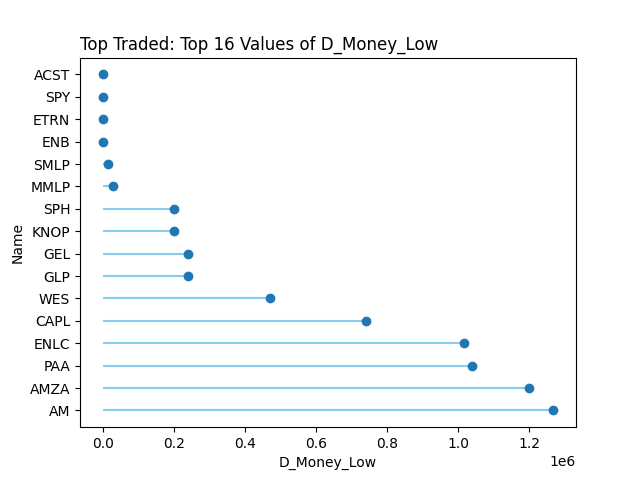 Top Traded: Top 16 Values of D_Money_Low
ACST
SPY
ETRN
ENB
SMLP
MMLP
SPH
KNOP
GEL
GLP
WES
CAPL
ENLC
PAA
AMZA
AM
Name
0.0 0.2 0.4 0.6 0.8 1.0 1.2
D_Money_Low
1e6